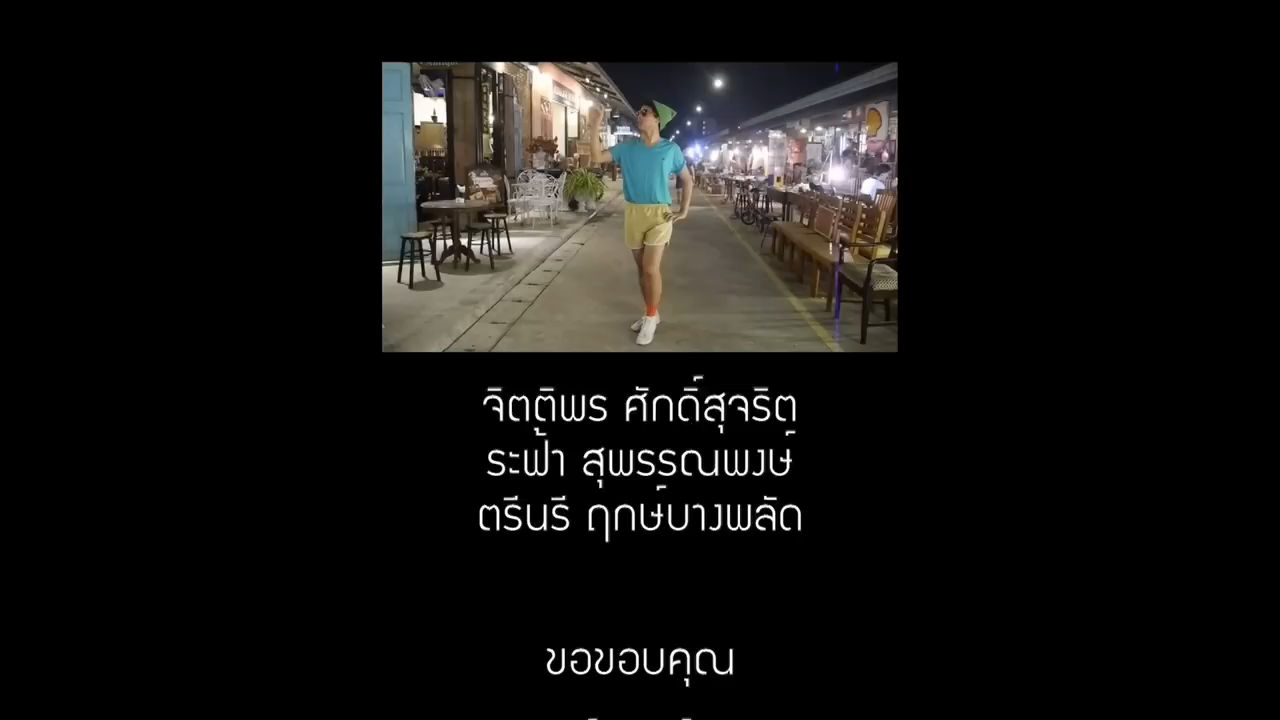 จิตติพร ศักดิ์สุจริต
ระฟ้า สุพรรณพงษ์
ตรีนรี ฤกษ์บางพลัด
ขอขอบคุณ